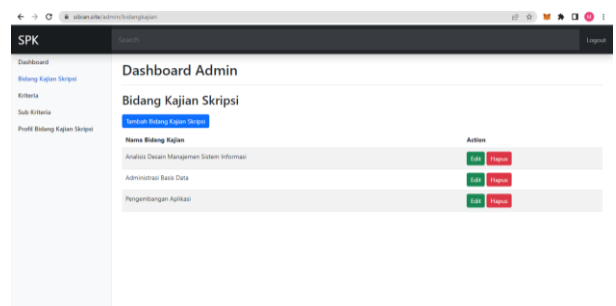 sibian.site/admin/bidangkajian
SPK
Search
Logout
Dashboard
Bidang Kajian Skripsi
Kriteria
Sub Kriteria
Profil Bidang Kajian Skripsi
Dashboard Admin
Bidang Kajian Skripsi
Tambah Bidang Kajian Skripsi
Nama Bidang Kajian Action
Analisis Desain Manajemen Sistem Informasi Edit Hapus
Administrasi Basis Data Edit Hapus
Pengembangan Aplikasi Edit Hapus